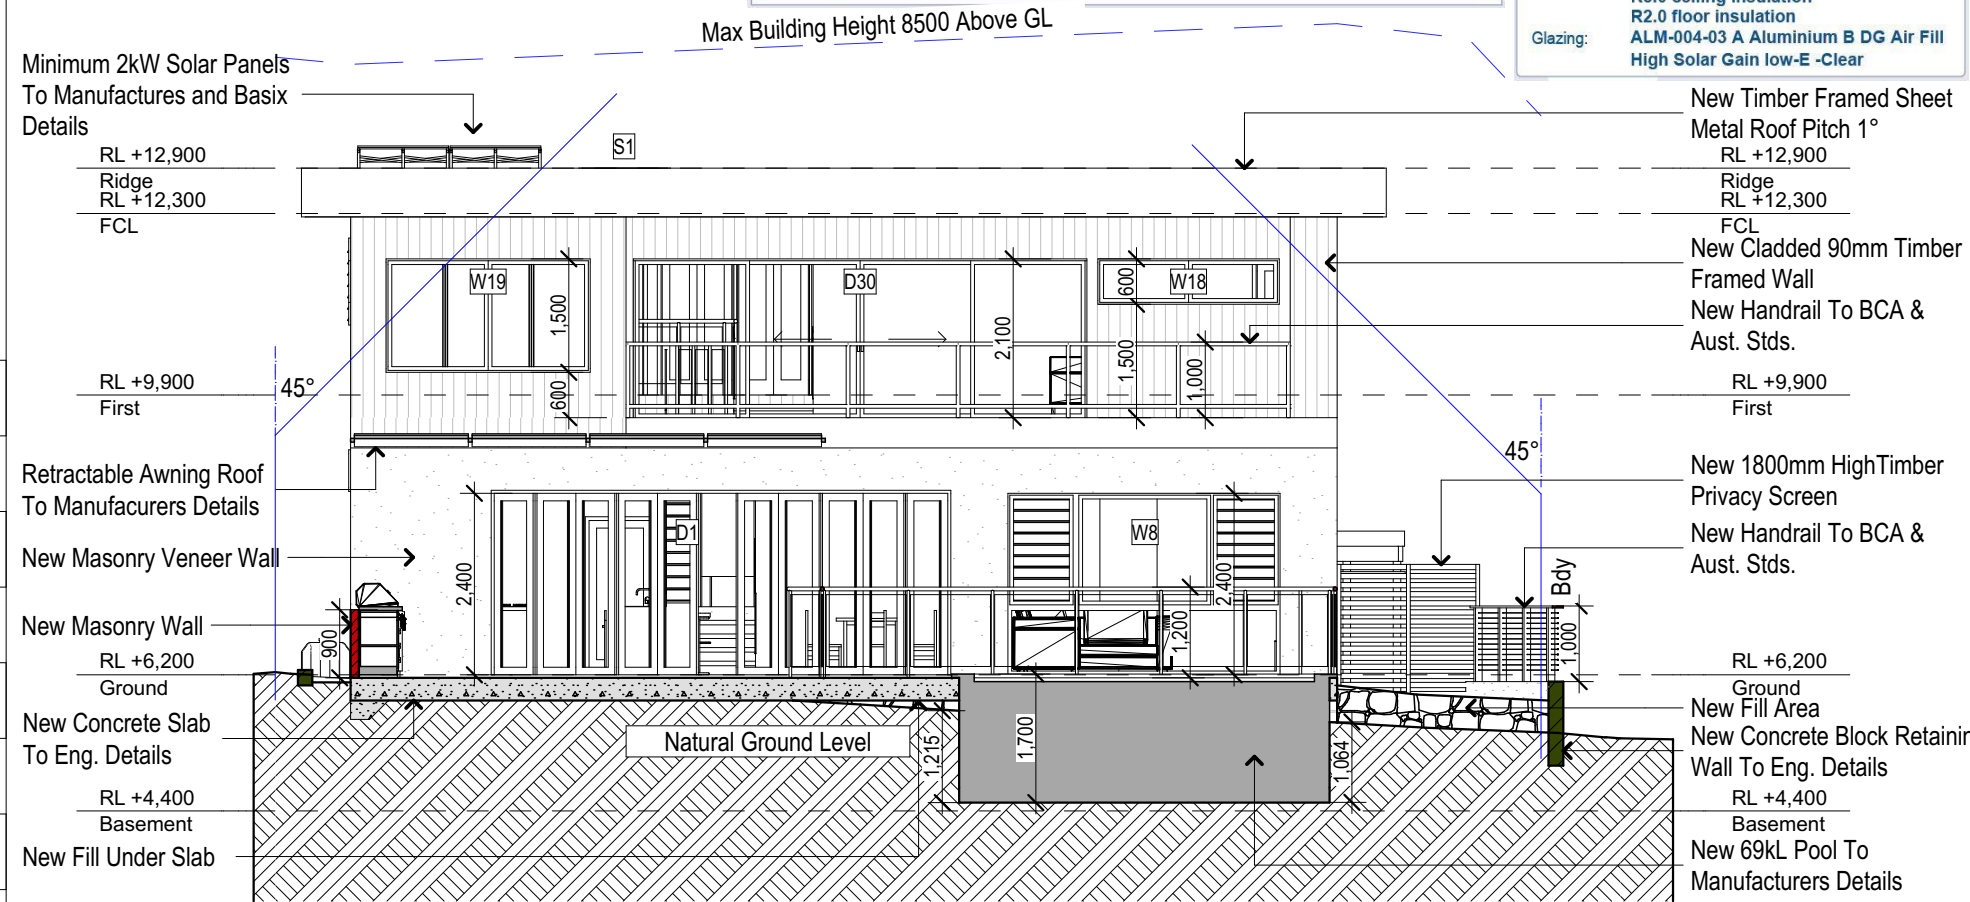 Max Building Height 8500 Above GL
R2.0 floor insulation
Glazing: ALM-004-03 A Aluminium B DG Air Fill
High Solar Gain low-E -Clear
Minimum 2kW Solar Panels
To Manufactures and Basix
Details
RL +12,900
Ridge
RL +12,300
FCL
RL +9,900
First
45°
Retractable Awning Roof
To Manufacurers Details
New Masonry Veneer Wall
New Masonry Wall
RL +6,200
Ground
New Concrete Slab
To Eng. Details
RL +4,400
Basement
New Fill Under Slab
S1
W19
D30
W18
1,500
600
2,100
600
1,500
1,000
D1
W8
2,400
2,400
1,200
900
Natural Ground Level
1,215
1,700
1,064
45°
Bdy
1,000
New Timber Framed Sheet
Metal Roof Pitch 1°
RL +12,900
Ridge
RL +12,300
FCL
New Cladded 90mm Timber
Framed Wall
New Handrail To BCA &
Aust. Stds.
RL +9,900
First
New 1800mm HighTimber
Privacy Screen
New Handrail To BCA &
Aust. Stds.
RL +6,200
Ground
New Fill Area
New Concrete Block Retainin
Wall To Eng. Details
RL +4,400
Basement
New 69kL Pool To
Manufacturers Details